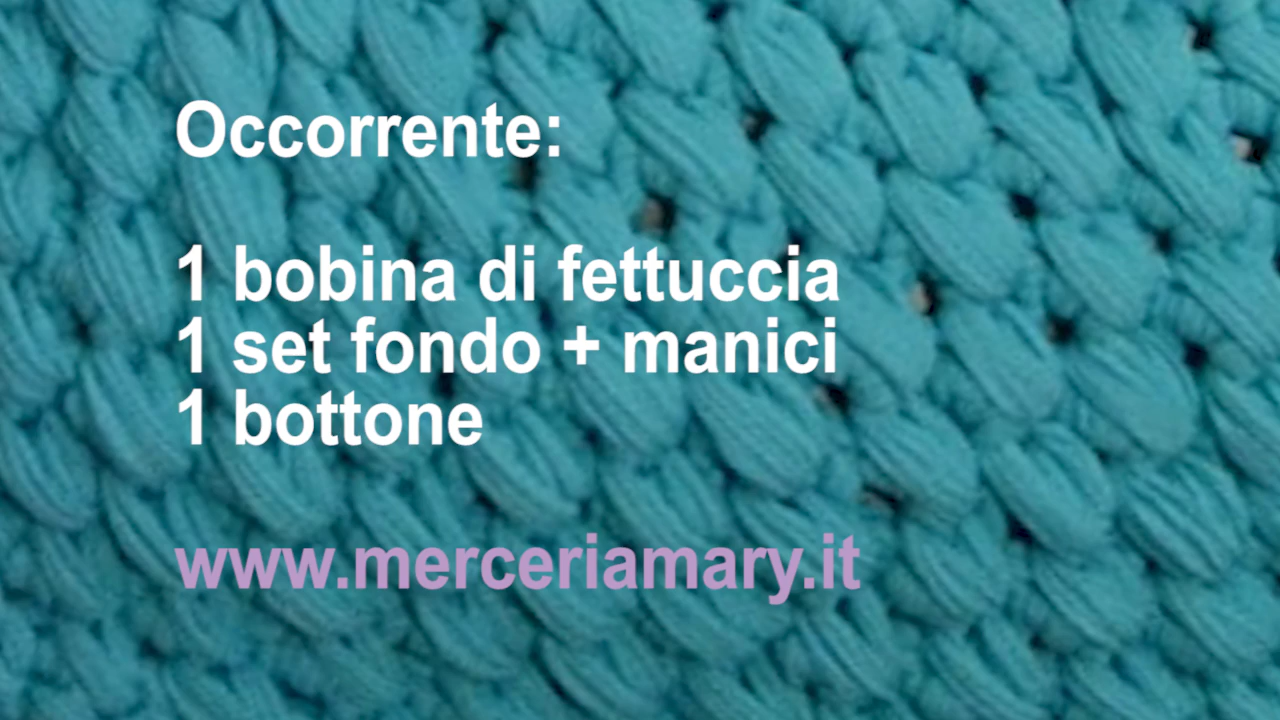 Occorrente:
1 bobina di fettuccia
1 set fondo + manici
1 bottone
www.merceriamary.it